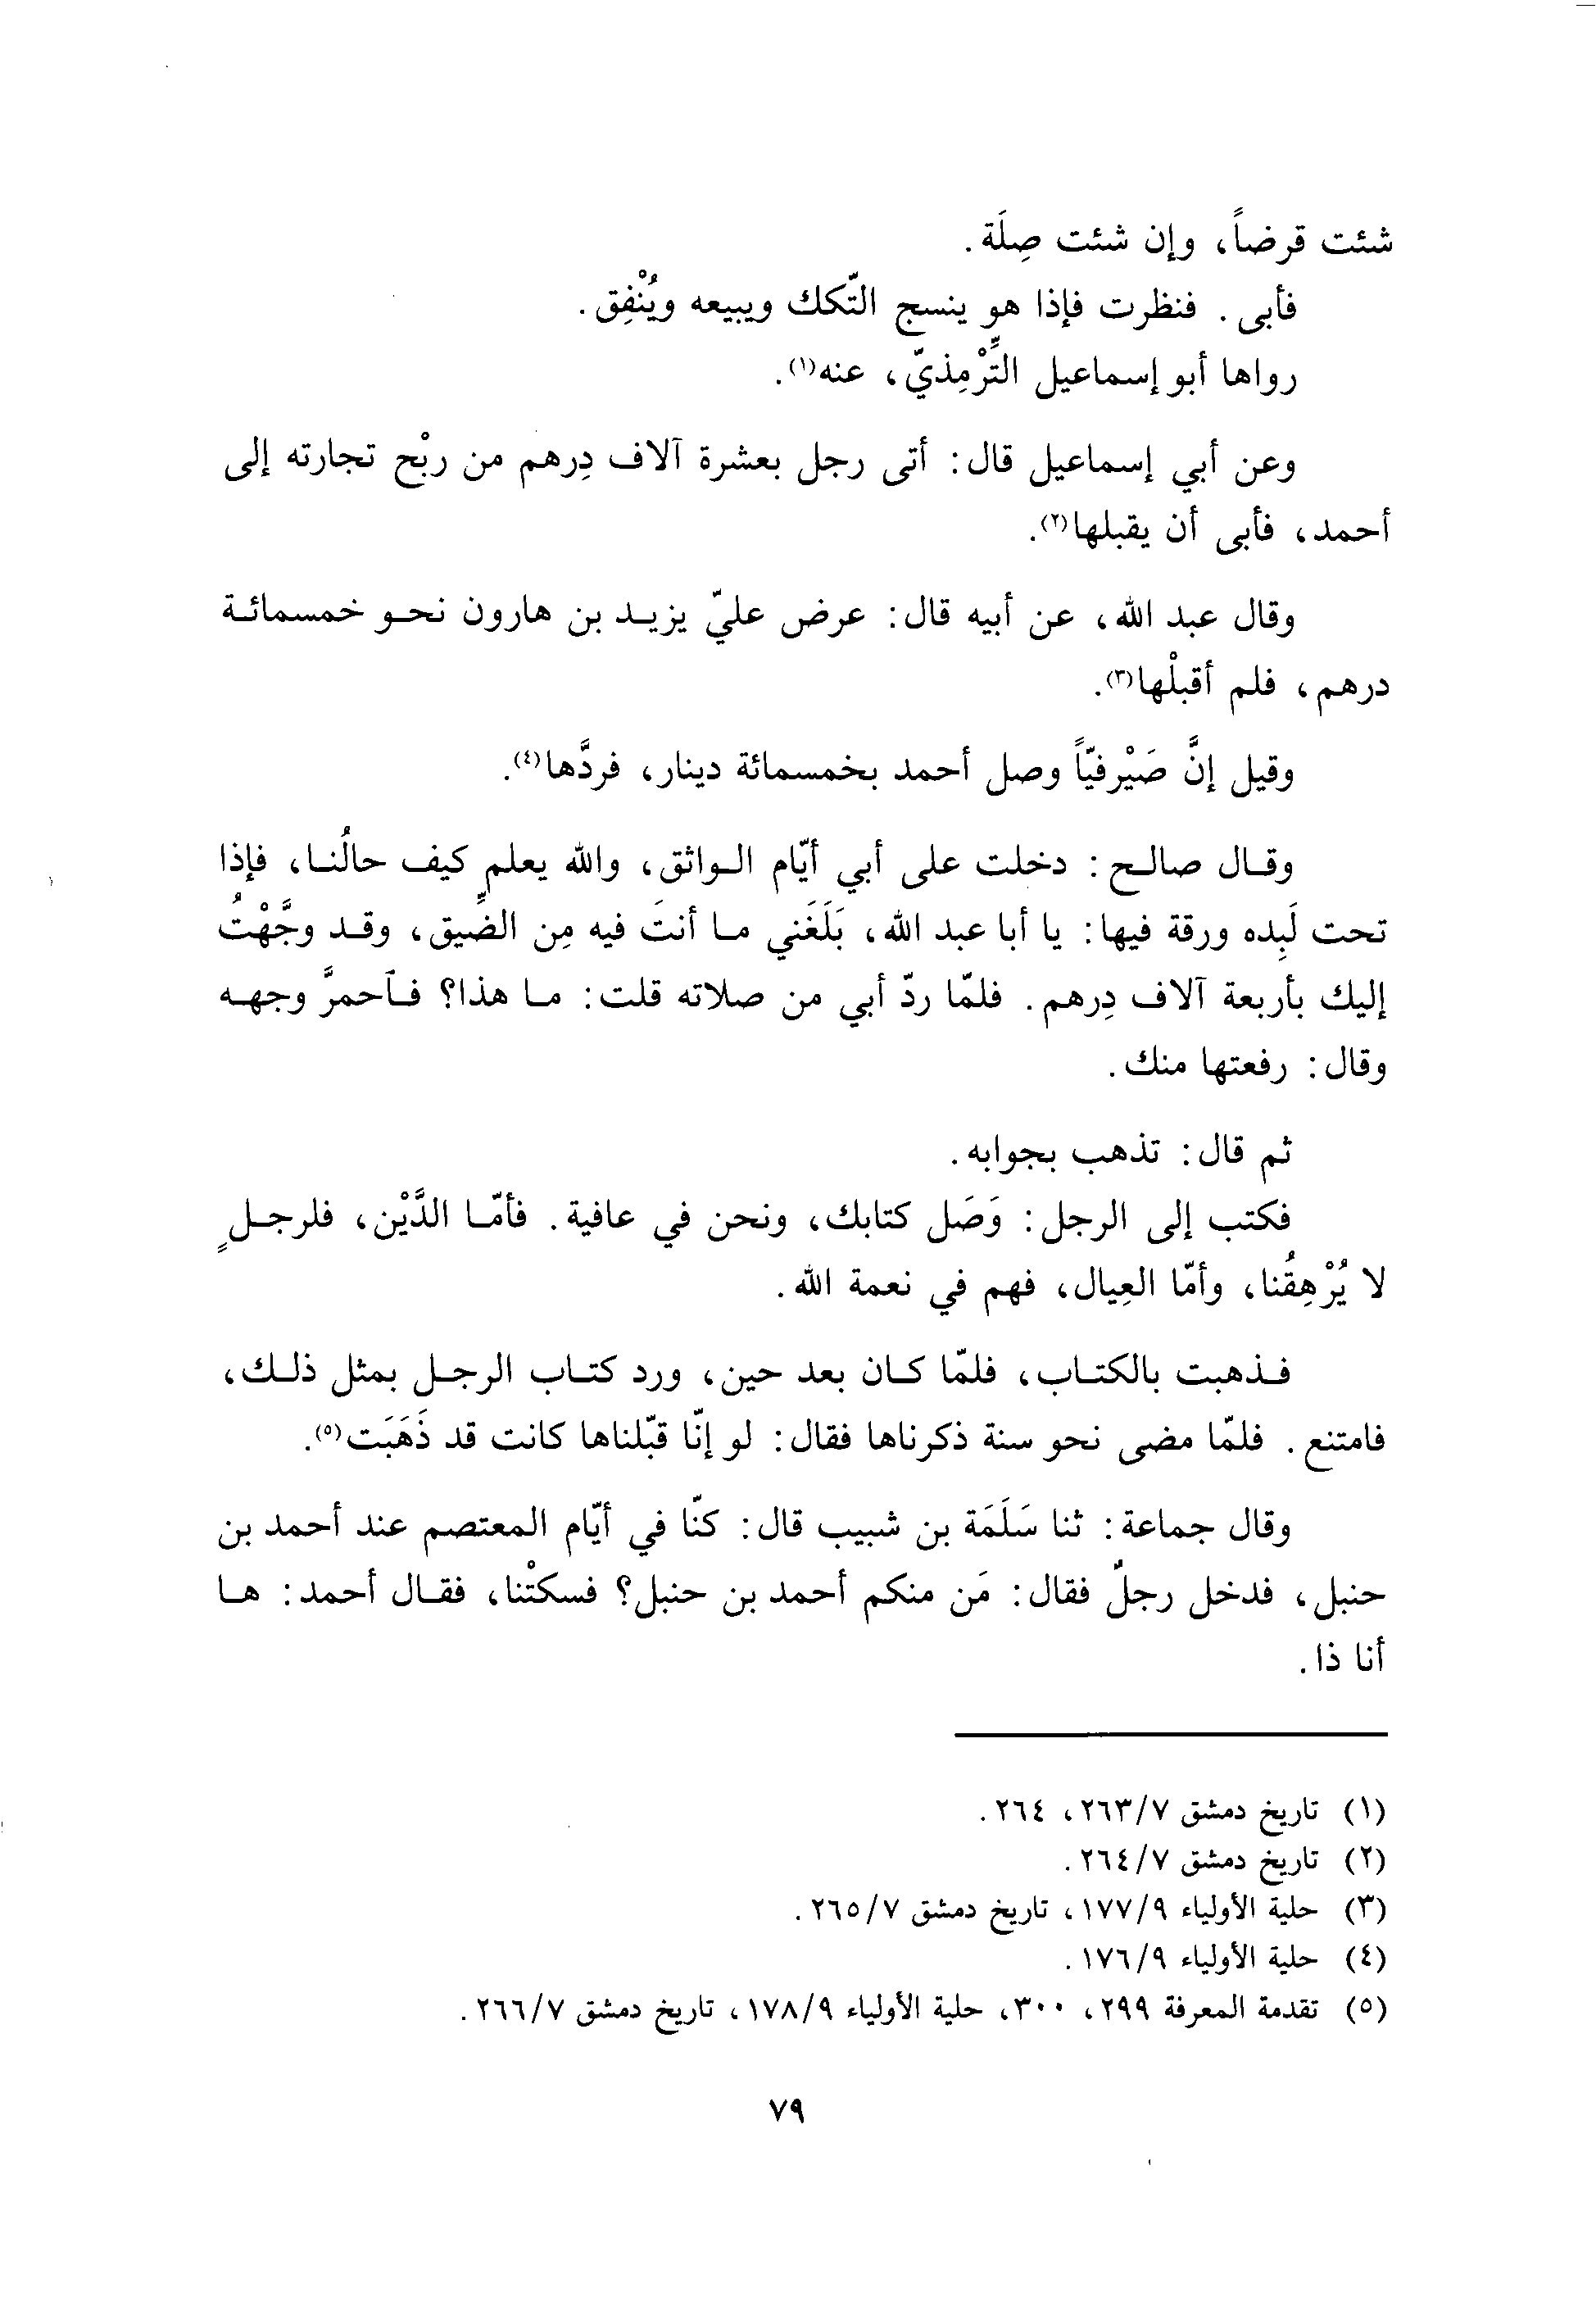 شئت قرضاً، وإن شئت صِلَة.
فأبى. فنظرت فإذا هو ينسج التّكك ويبيعه ويُنْفِق.
رواها أبو إسماعيل التِّرْمِذيّ، عنه(١).
وعن أبي إسماعيل قال: أتى رجل بعشرة آلاف دِرهم من ربْح تجارته إلى
أحمد، فأبى أن يقبلها(٢).
وقال عبد الله، عن أبيه قال: عرض عليّ يزيد بن هارون نحو خمسمائة
درهم، فلم أقبلْها(٣).
وقيل إنَّ صَيْرفيّاً وصل أحمد بخمسمائة دينار، فردَّها(٤).
وقال صالح: دخلت على أبي أيّام الواثق، والله يعلم كيف حالُنا، فإذا
تحت لَبِده ورقة فيها: يا أبا عبد الله، بَلَغَني ما أنتَ فيه مِن الضِّيق، وقد وجَّهْتُ
إليك بأربعة آلاف دِرهم. فلمّا ردّ أبي من صلاته قلت: ما هذا؟ فآحمرَّ وجهه
وقال: رفعتها منك.
ثم قال: تذهب بجوابه.
فكتب إلى الرجل: وَصَل كتابك، ونحن في عافية. فأمّا الدَّيْن، فلرجلٍ
لا يُرْهِقُنا، وأمّا العِيال، فهم في نعمة الله.
فذهبت بالكتاب، فلمّا كان بعد حين، ورد كتاب الرجل بمثل ذلك،
فامتنع. فلمّا مضى نحو سنة ذكرناها فقال: لو إنّا قبّلناها كانت قد ذَهَبَت(٥).
وقال جماعة: ثنا سَلَمَة بن شبيب قال: كنّا في أيّام المعتصم عند أحمد بن
حنبل، فدخل رجلٌ فقال: مَن منكم أحمد بن حنبل؟ فسكتْنا، فقال أحمد: ها
أنا ذا.
(١) تاريخ دمشق ٢٦٣/٧، ٢٦٤.
(٢) تاريخ دمشق ٢٦٤/٧.
(٣) حلية الأولياء ١٧٧/٩، تاريخ دمشق ٢٦٥/٧.
(٤) حلية الأولياء ١٧٦/٩.
(٥) تقدمة المعرفة ٢٩٩، ٣٠٠، حلية الأولياء ١٧٨/٩، تاريخ دمشق ٢٦٦/٧.
٧٩